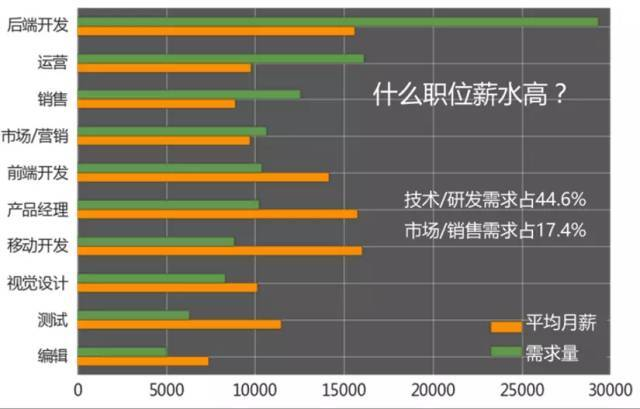 后端开发
运营
什么职位薪水高？
销售
市场/营销
前端开发
技术/研发需求占44.6%
产品经理
市场/销售需求占17.4%
移动开发
视觉设计
测试
平均月薪
编辑
需求量
0 5000 10000 15000 20000 25000 30000